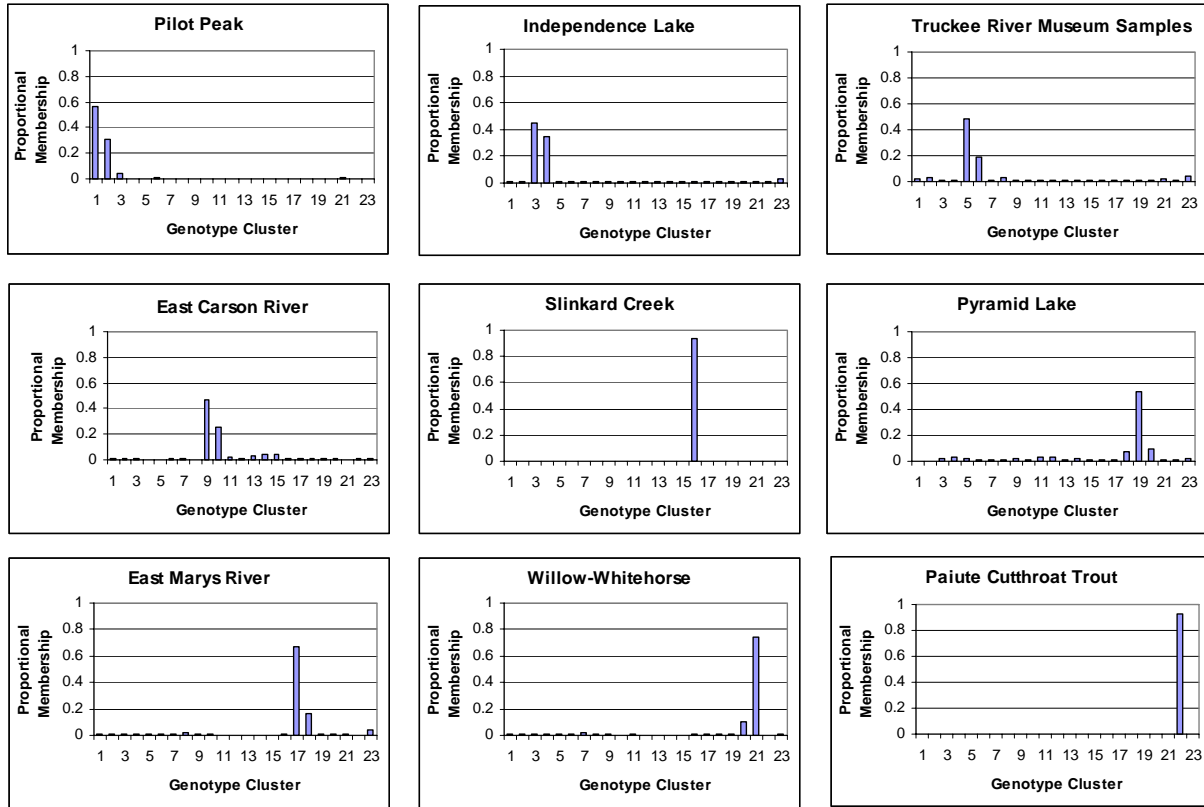 Pilot Peak
Proportional
Membership
1
0.8
0.6
0.4
0.2
0
1 3 5 7 9 11 13 15 17 19 21 23
Genotype Cluster
Independence Lake
Proportional
Membership
1
0.8
0.6
0.4
0.2
0
1 3 5 7 9 11 13 15 17 19 21 23
Genotype Cluster
Truckee River Museum Samples
Proportional
Membership
1
0.8
0.6
0.4
0.2
0
1 3 5 7 9 11 13 15 17 19 21 23
Genotype Cluster
East Carson River
Proportional
Membership
1
0.8
0.6
0.4
0.2
0
1 3 5 7 9 11 13 15 17 19 21 23
Genotype Cluster
Slinkard Creek
Proportional
Membership
1
0.8
0.6
0.4
0.2
0
1 3 5 7 9 11 13 15 17 19 21 23
Genotype Cluster
Pyramid Lake
Proportional
Membership
1
0.8
0.6
0.4
0.2
0
1 3 5 7 9 11 13 15 17 19 21 23
Genotype Cluster
East Marys River
Proportional
Membership
1
0.8
0.6
0.4
0.2
0
1 3 5 7 9 11 13 15 17 19 21 23
Genotype Cluster
Willow-Whitehorse
Proportional
Membership
1
0.8
0.6
0.4
0.2
0
1 3 5 7 9 11 13 15 17 19 21 23
Genotype Cluster
Paiute Cutthroat Trout
Proportional
Membership
1
0.8
0.6
0.4
0.2
0
1 3 5 7 9 11 13 15 17 19 21 23
Genotype Cluster